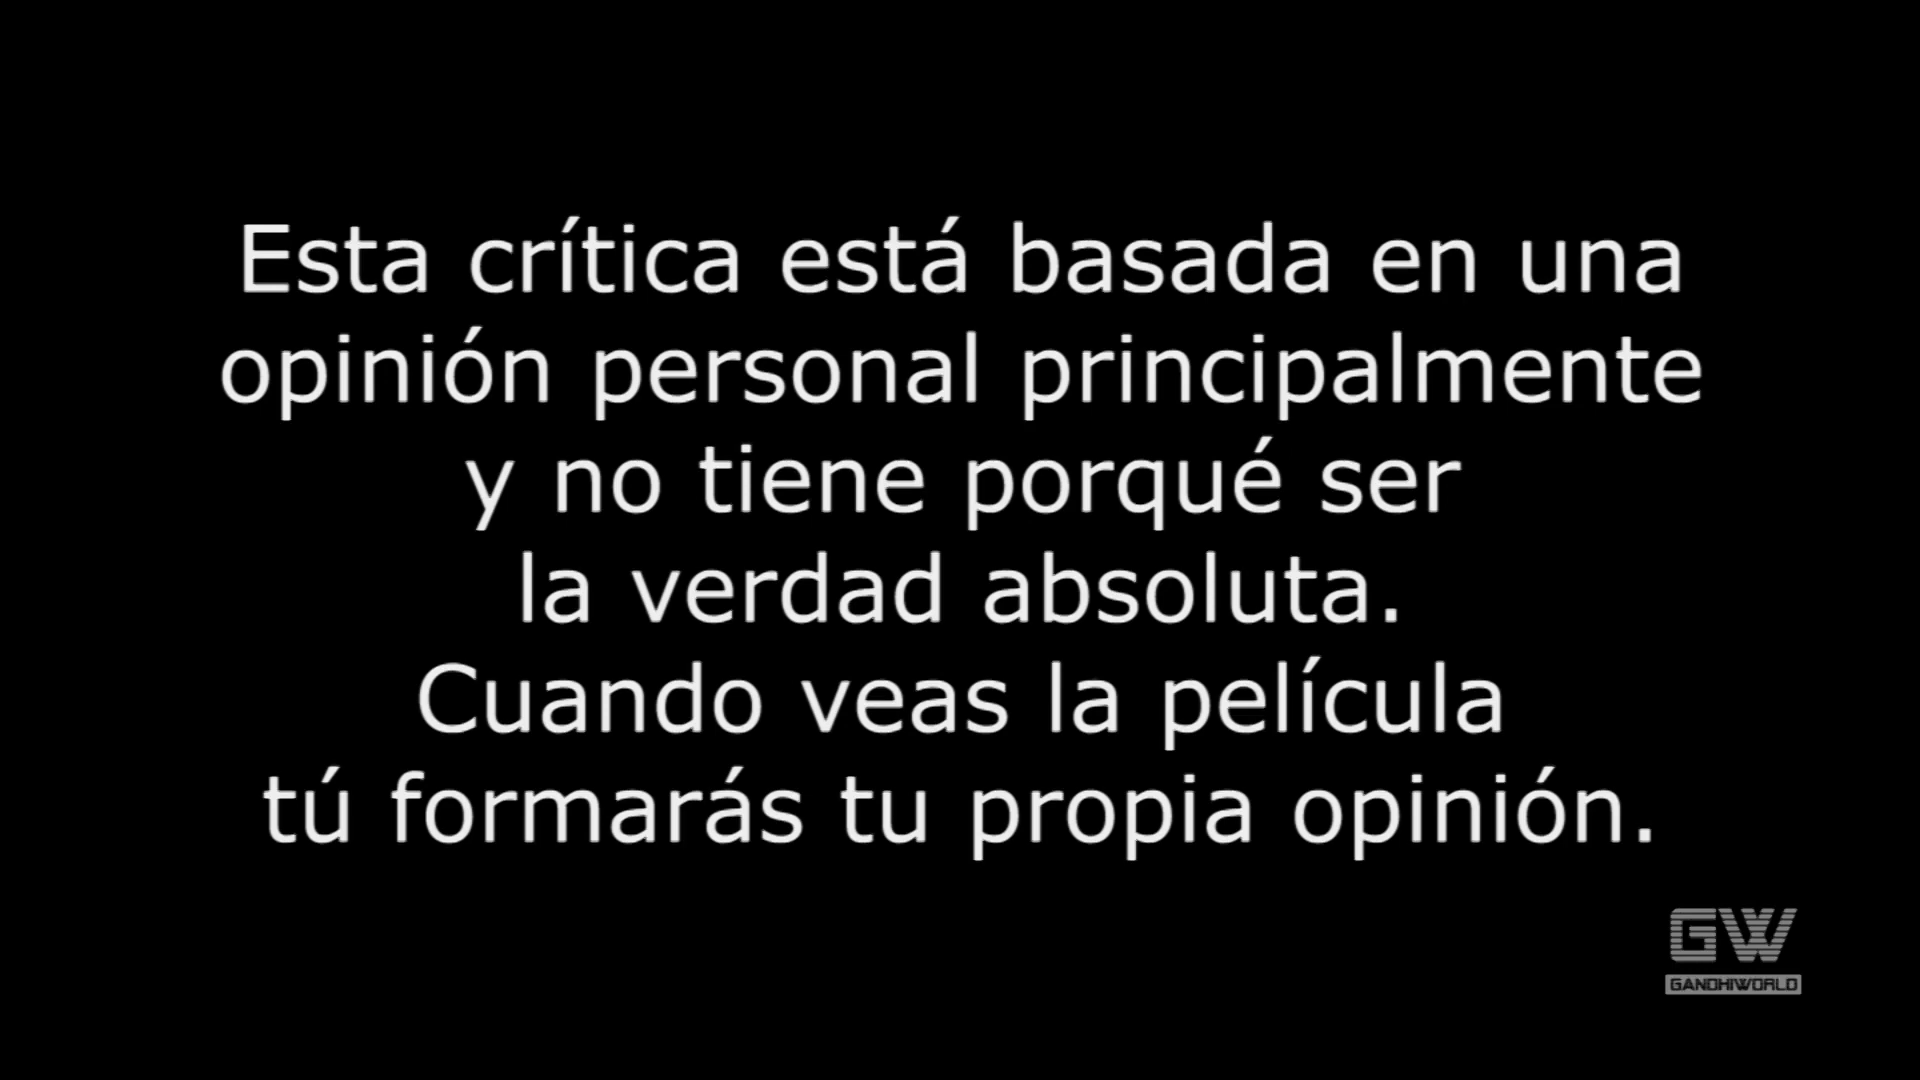 Esta crítica está basada en una
opinión personal principalmente
y no tiene porqué ser
la verdad absoluta.
Cuando veas la película
tú formarás tu propia opinión.
GW
GANDHIWORLD